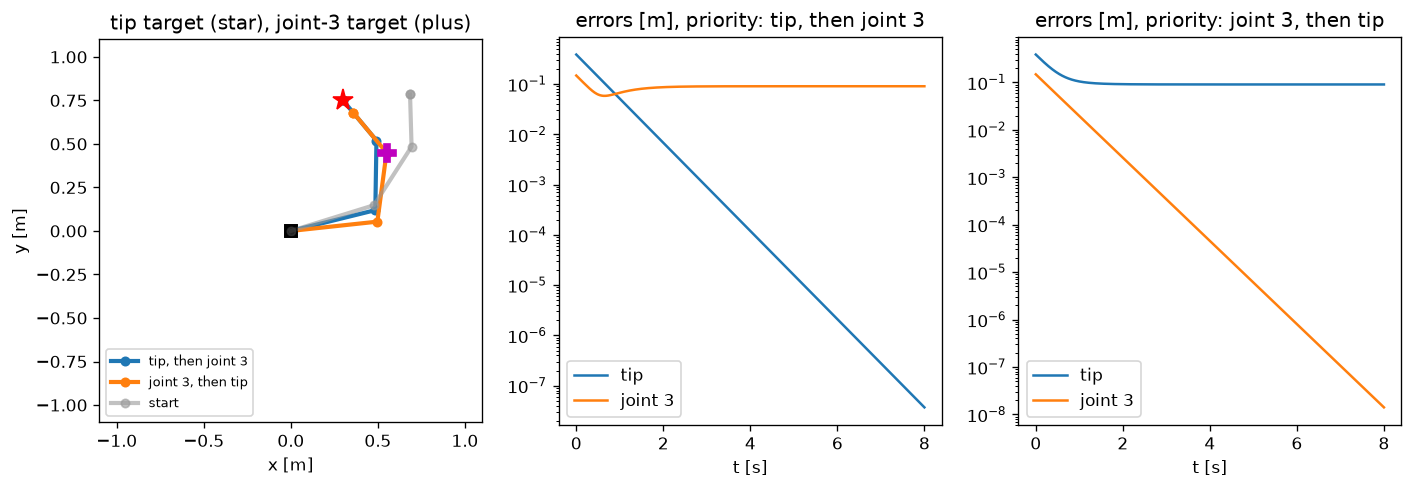 tip target (star), joint-3 target (plus)
1.00
0.75
0.50
0.25
0.00
−0.25
−0.50
−0.75
−1.00
y [m]
−1.0
−0.5
0.0
0.5
1.0
x [m]
tip, then joint 3
joint 3, then tip
start
errors [m], priority: tip, then joint 3
10⁻¹
10⁻²
10⁻³
10⁻⁴
10⁻⁵
10⁻⁶
10⁻⁷
tip
joint 3
0
2
4
6
8
t [s]
errors [m], priority: joint 3, then tip
10⁻¹
10⁻²
10⁻³
10⁻⁴
10⁻⁵
10⁻⁶
10⁻⁷
10⁻⁸
tip
joint 3
0
2
4
6
8
t [s]